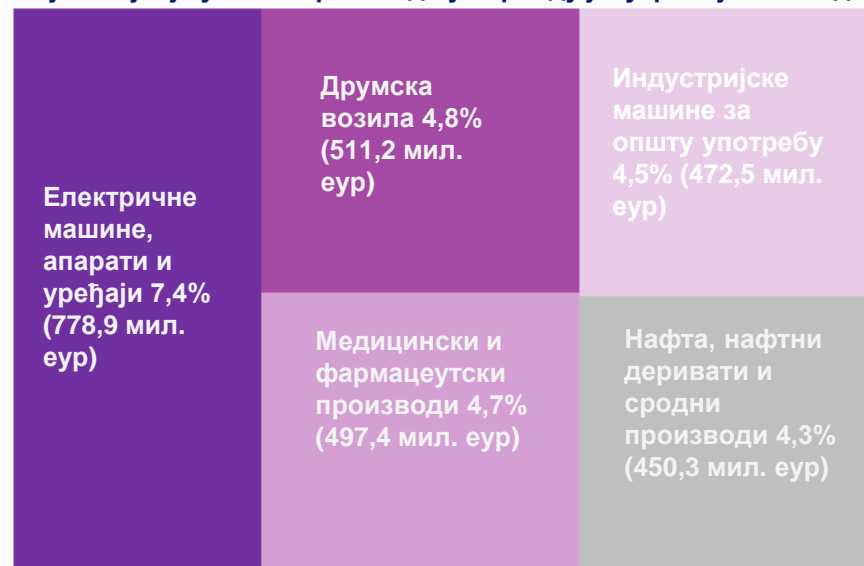 Електричне
машине,
апарати и
уређаји 7,4%
(778,9 мил.
еур)
Друмска
возила 4,8%
(511,2 мил.
еур)
Медицински и
фармацеутски
производи 4,7%
(497,4 мил. еур)
Индустријске
машине за
општу употребу
4,5% (472,5 мил.
еур)
Нафта, нафтни
деривати и
сродни
производи 4,3%
(450,3 мил. еур)